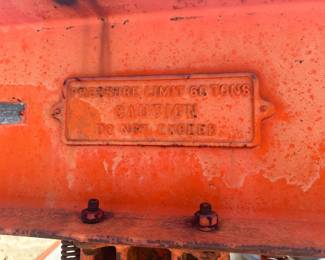 PRESSURE LIMIT 60 TONS
CAUTION
DO NOT EXCEED